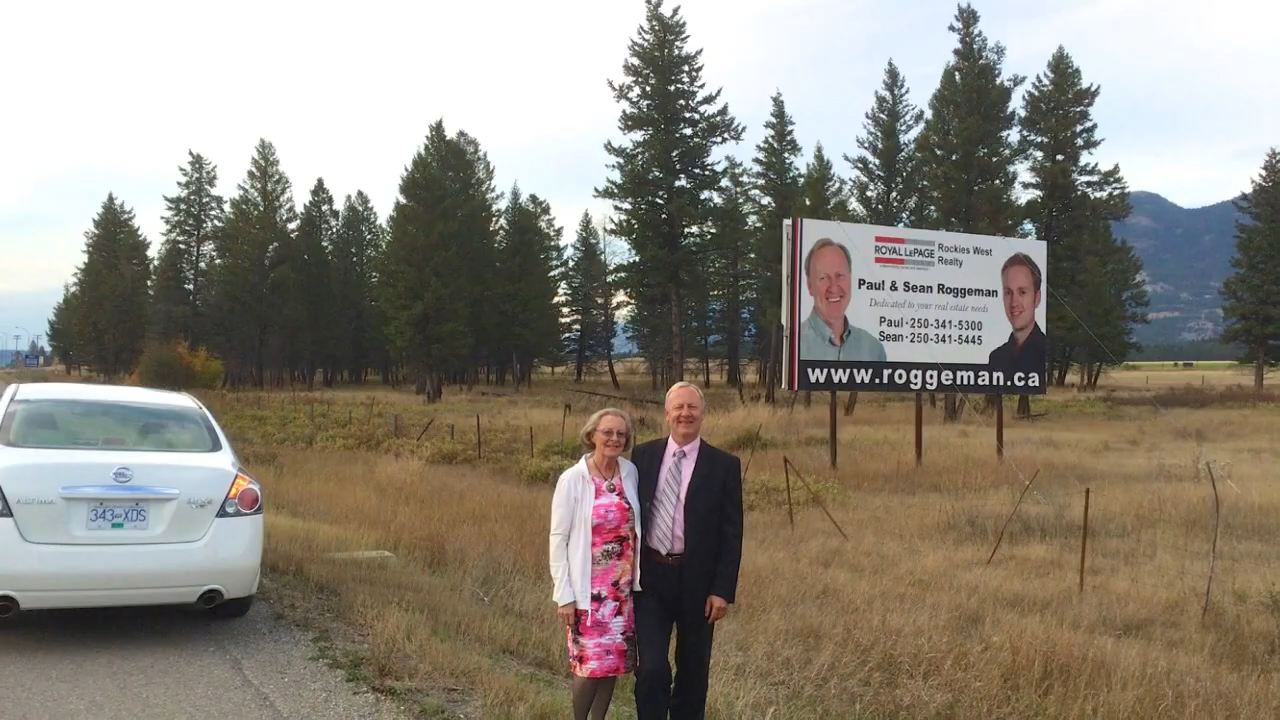 ROYAL LEPAGE
Rockies West
Realty
Paul & Sean Roggeman
Dedicated to your real estate needs
Paul • 250-341-5300
Sean • 250-341-5445
www.roggeman.ca
ALTIMA
343 XDS